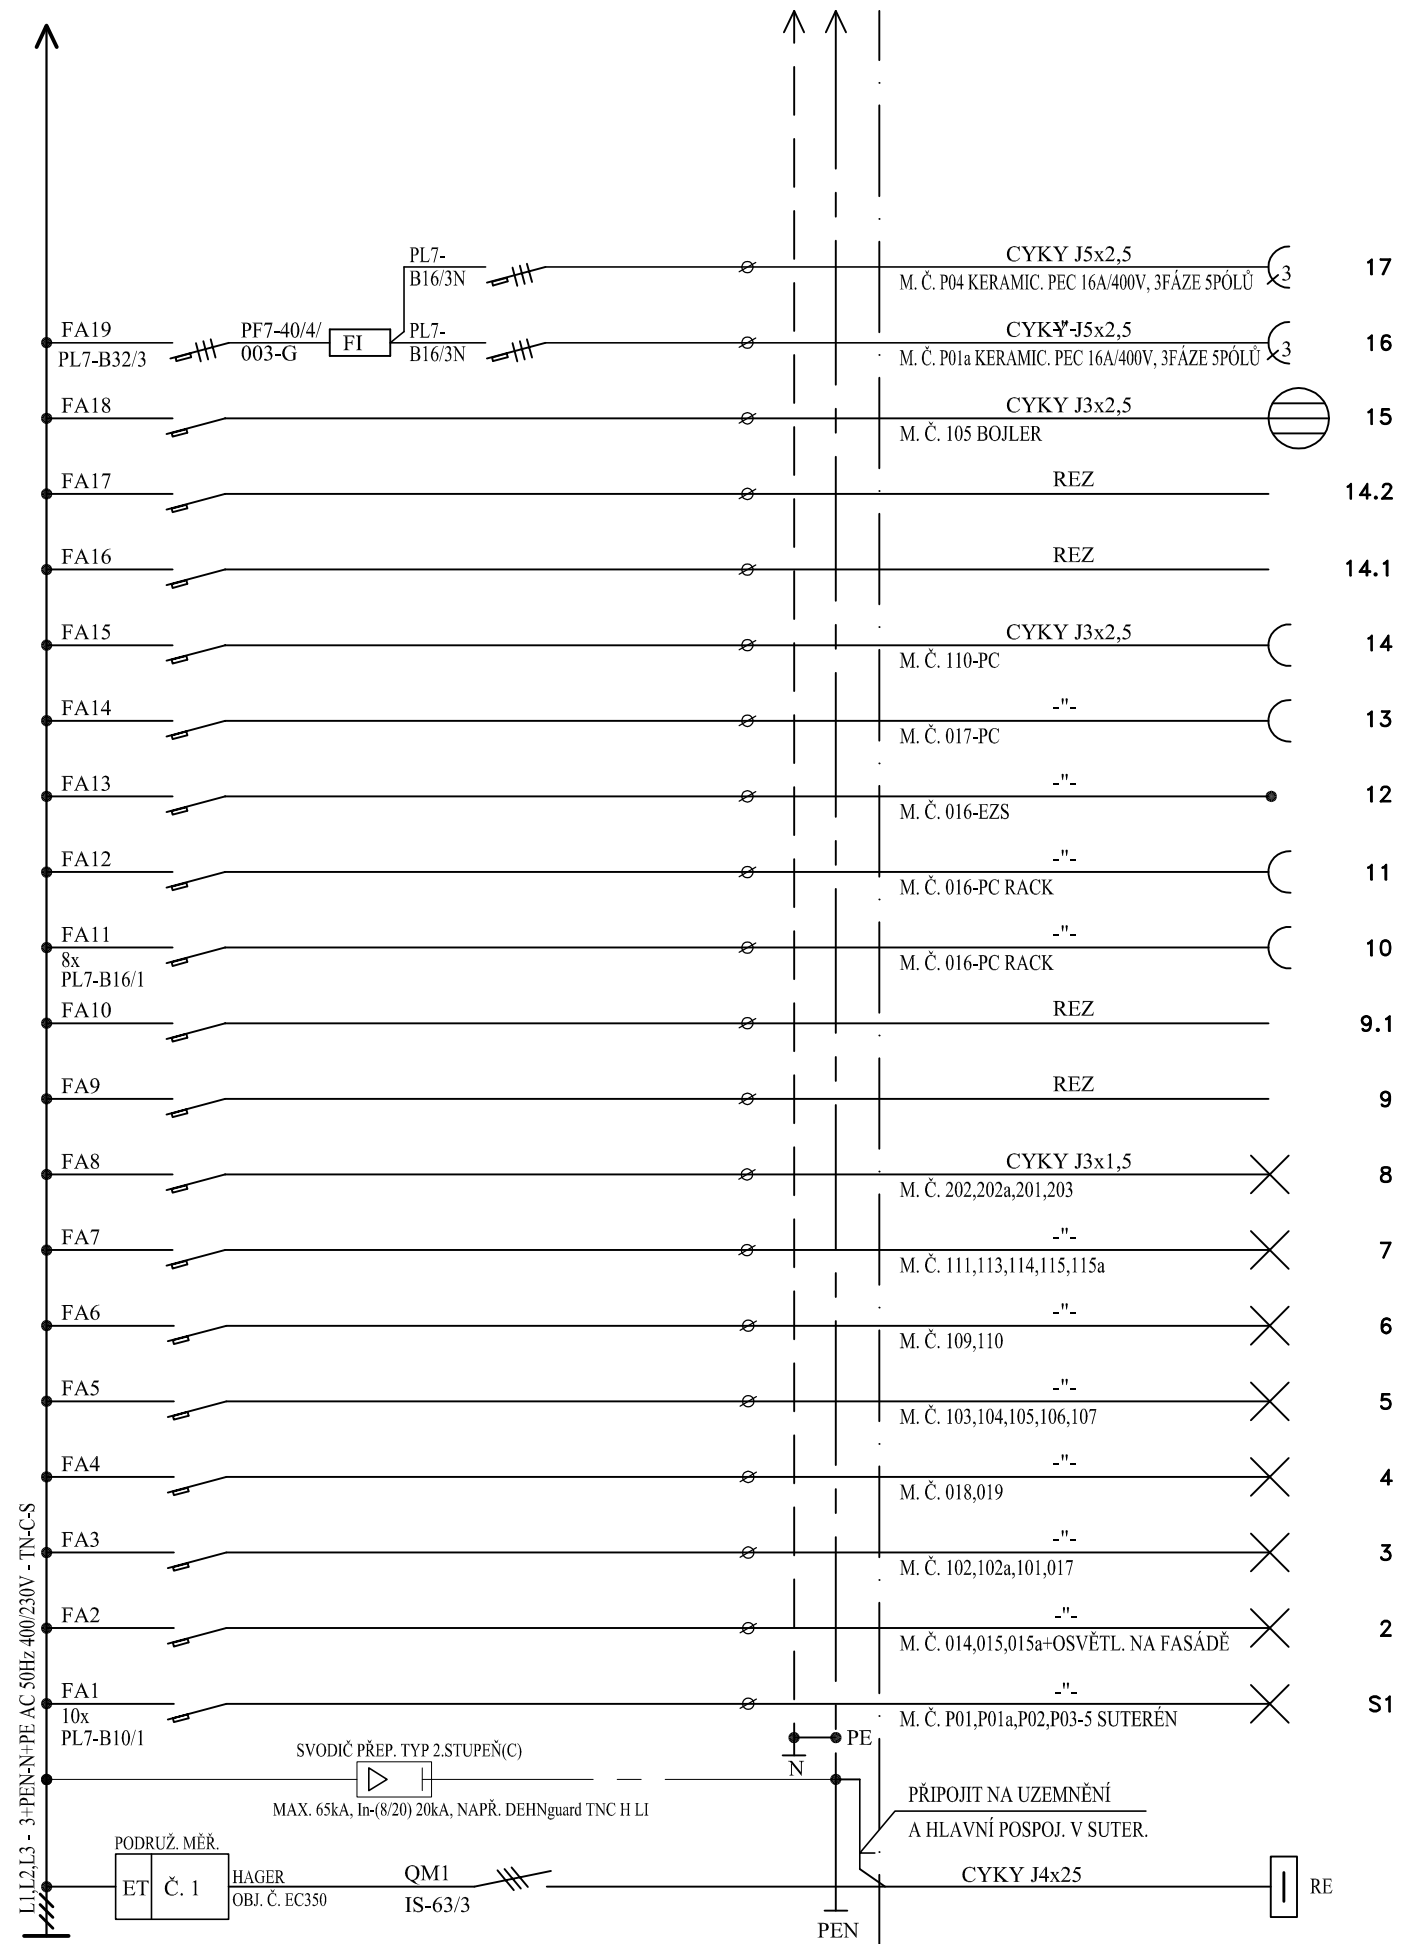 PL7-
B16/3N
CYKY J5x2,5
M. Č. P04 KERAMIC. PEC 16A/400V, 3FÁZE 5PÓLŮ
3
17
FA19
PL7-B32/3
PF7-40/4/
003-G
FI
PL7-
B16/3N
CYKY J5x2,5
-"-
M. Č. P01a KERAMIC. PEC 16A/400V, 3FÁZE 5PÓLŮ
3
16
FA18
CYKY J3x2,5
M. Č. 105 BOJLER
15
FA17
REZ
14.2
FA16
REZ
14.1
FA15
CYKY J3x2,5
M. Č. 110-PC
14
FA14
-"-
M. Č. 017-PC
13
FA13
-"-
M. Č. 016-EZS
12
FA12
-"-
M. Č. 016-PC RACK
11
FA11
8x
PL7-B16/1
-"-
M. Č. 016-PC RACK
10
FA10
REZ
9.1
FA9
REZ
9
FA8
CYKY J3x1,5
M. Č. 202,202a,201,203
8
FA7
-"-
M. Č. 111,113,114,115,115a
7
FA6
-"-
M. Č. 109,110
6
FA5
-"-
M. Č. 103,104,105,106,107
5
FA4
-"-
M. Č. 018,019
4
FA3
-"-
M. Č. 102,102a,101,017
3
FA2
-"-
M. Č. 014,015,015a+OSVĚTL. NA FASÁDĚ
2
FA1
10x
PL7-B10/1
-"-
M. Č. P01,P01a,P02,P03-5 SUTERÉN
S1
PE
N
SVODIČ PŘEP. TYP 2.STUPEŇ(C)
MAX. 65kA, In-(8/20) 20kA, NAPŘ. DEHNguard TNC H LI
PŘIPOJIT NA UZEMNĚNÍ
A HLAVNÍ POSPOJ. V SUTER.
PODRUŽ. MĚŘ.
ET
Č. 1
HAGER
OBJ. Č. EC350
QM1
IS-63/3
CYKY J4x25
RE
PEN
L1,L2,L3 - 3+PEN-N+PE AC 50Hz 400/230V - TN-C-S